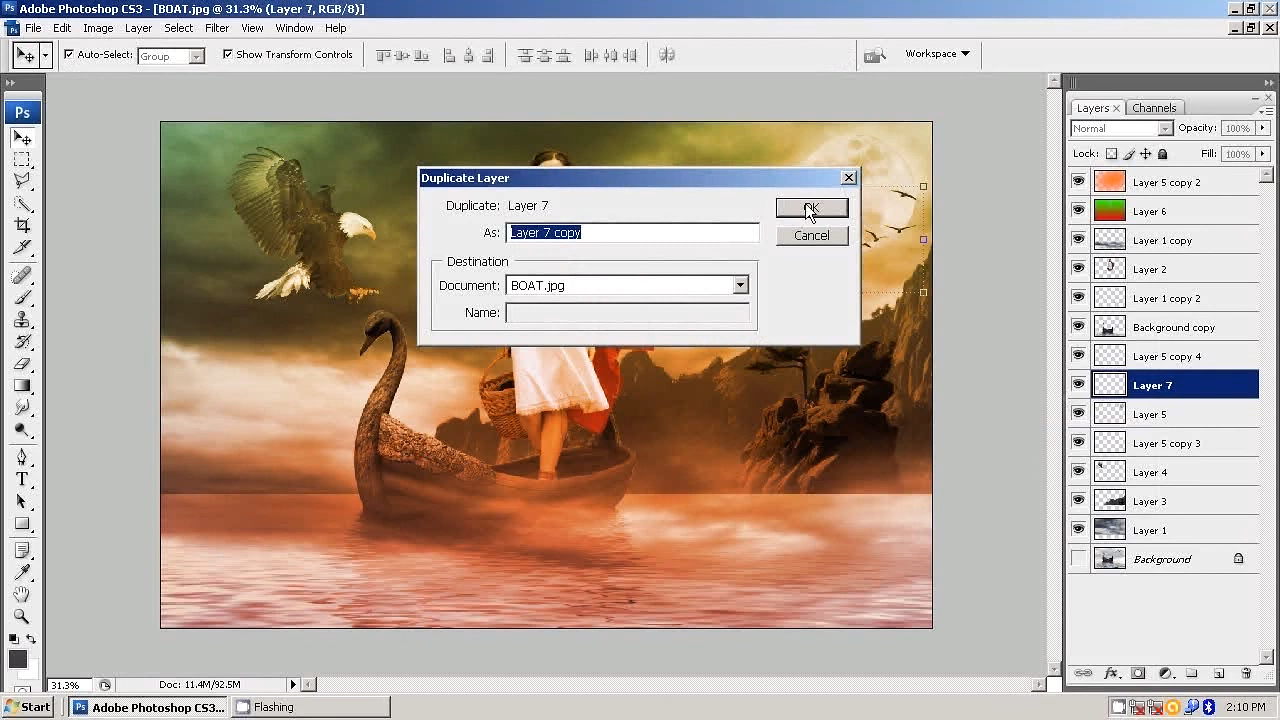 Adobe Photoshop CS3 - [BOAT.jpg @ 31.3% (Layer 7, RGB/8)]
File Edit Image Layer Select Filter View Window Help
Auto-Select: Group Show Transform Controls Workspace
Ps
Layers Channels
Normal Opacity: 100%
Lock: Fill: 100%
Layer 5 copy 2
Layer 6
Layer 1 copy
Layer 2
Layer 1 copy 2
Background copy
Layer 5 copy 4
Layer 7
Layer 5
Layer 5 copy 3
Layer 4
Layer 3
Layer 1
Background
Duplicate Layer
Duplicate: Layer 7
OK
As: Layer 7 copy
Cancel
Destination
Document: BOAT.jpg
Name:
31.3% Doc: 11.4M/92.5M
Start Adobe Photoshop CS3... Flashing 2:10 PM